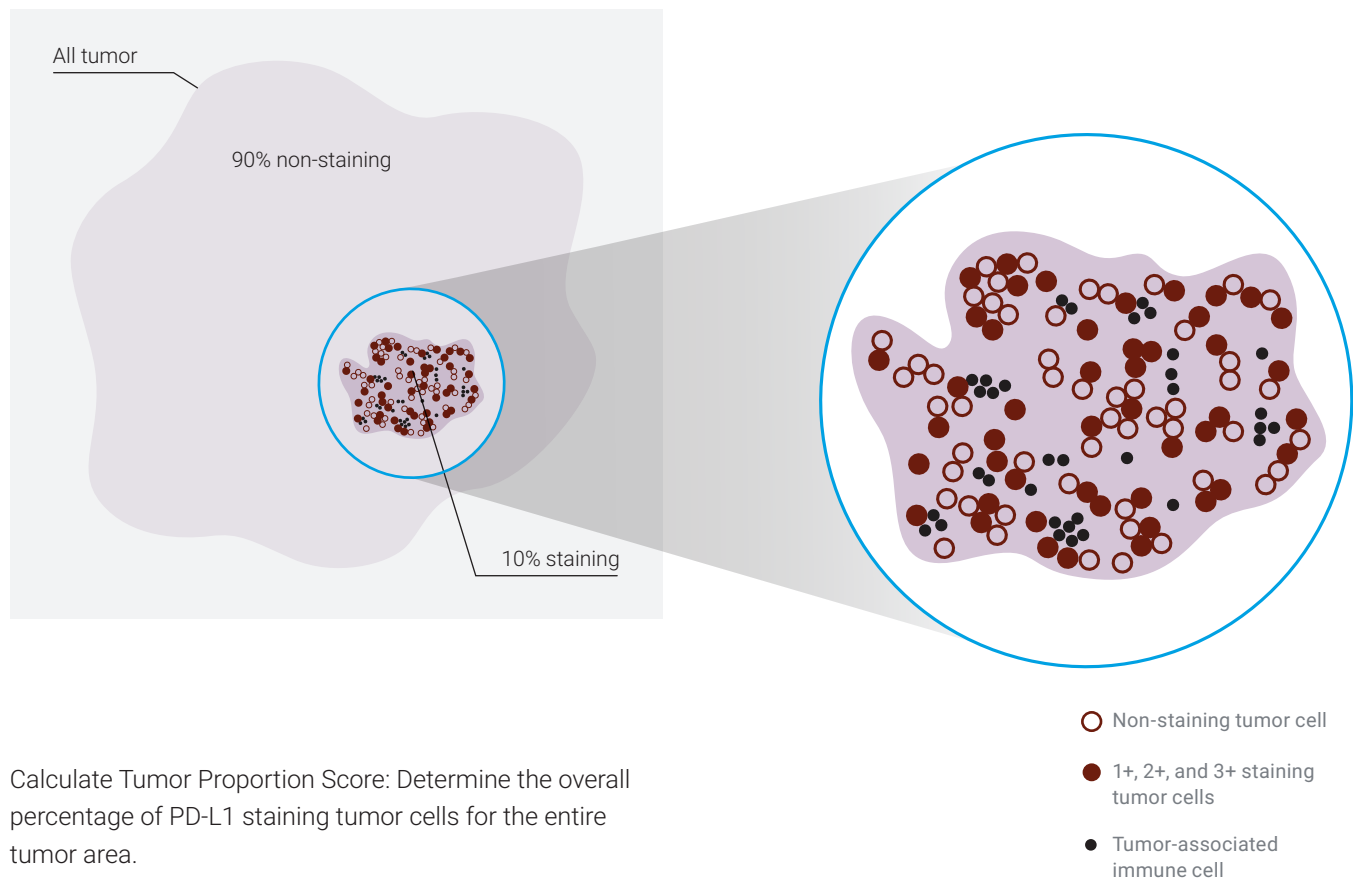 All tumor
90% non-staining
10% staining
Non-staining tumor cell
1+, 2+, and 3+ staining
tumor cells
Tumor-associated
immune cell
Calculate Tumor Proportion Score: Determine the overall
percentage of PD-L1 staining tumor cells for the entire
tumor area.